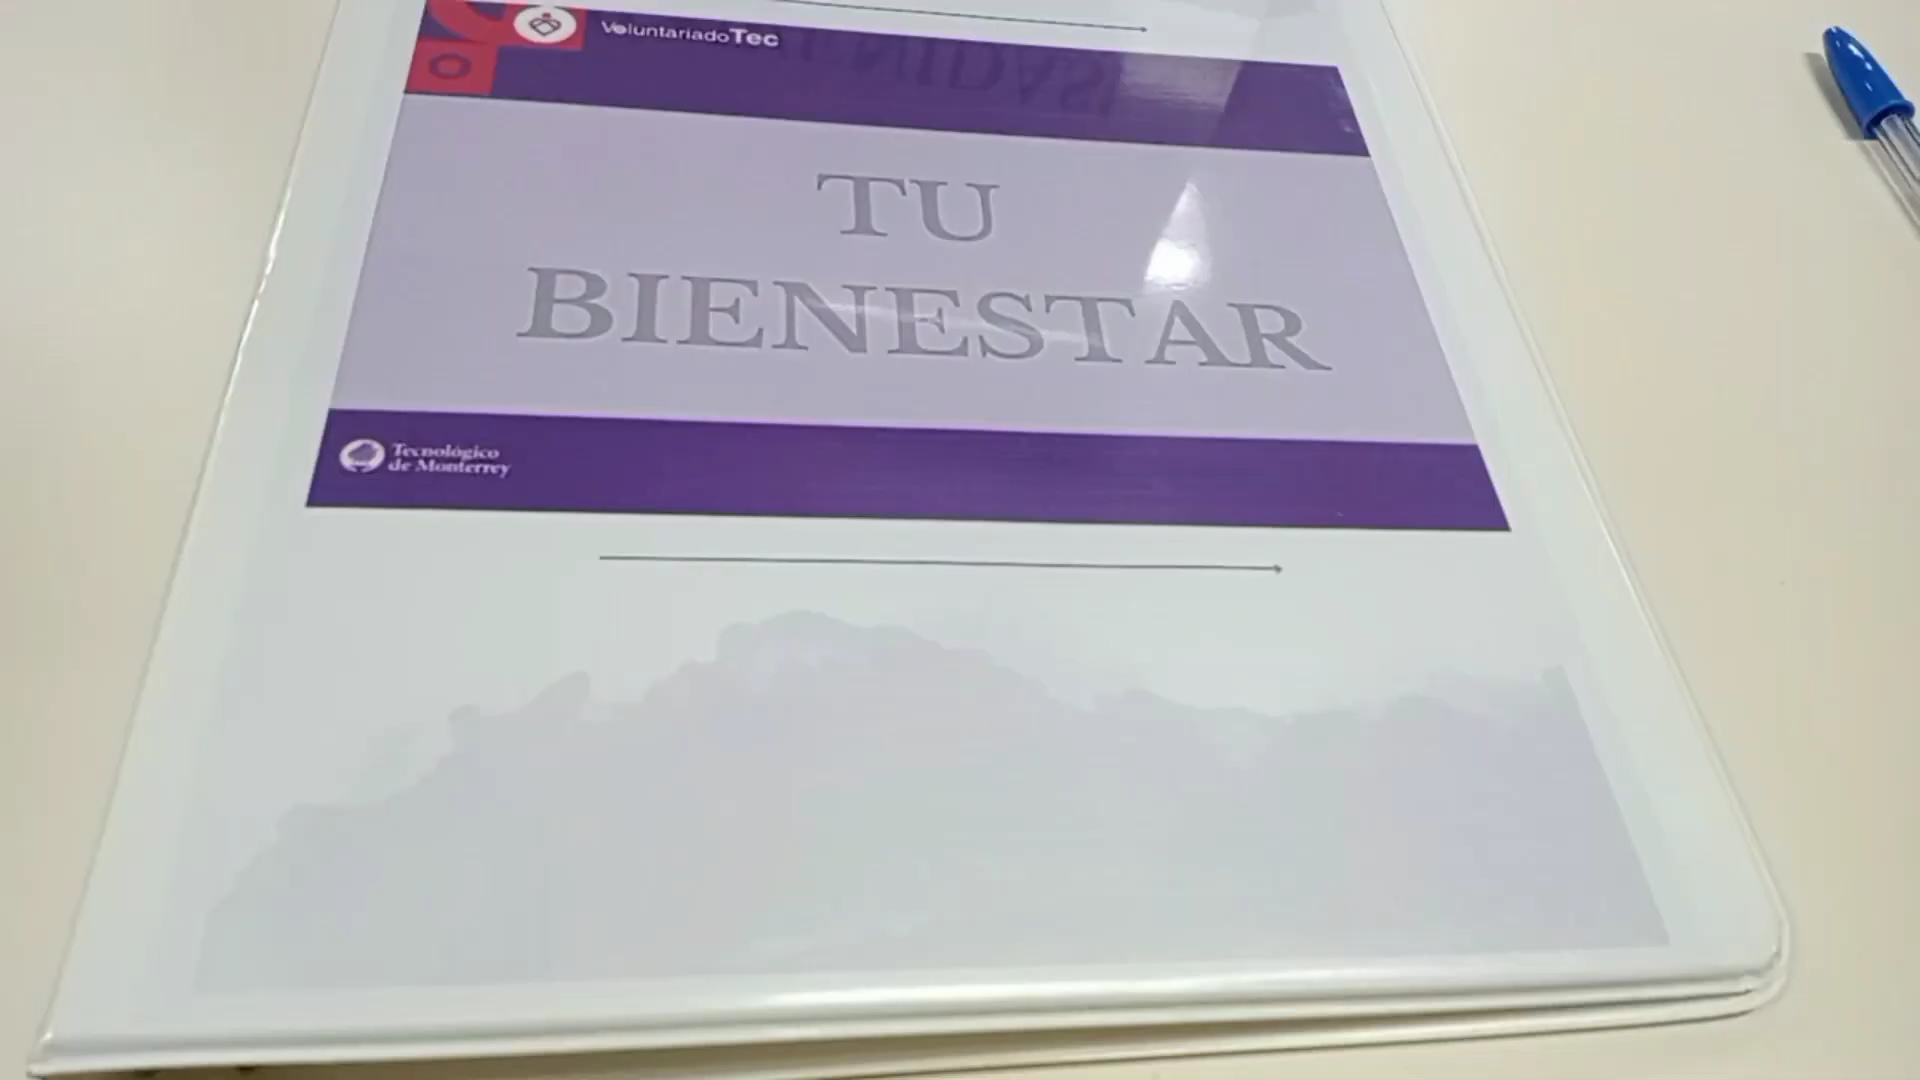 VoluntariadoTec
TU
BIENESTAR
Tecnológico
de Monterrey